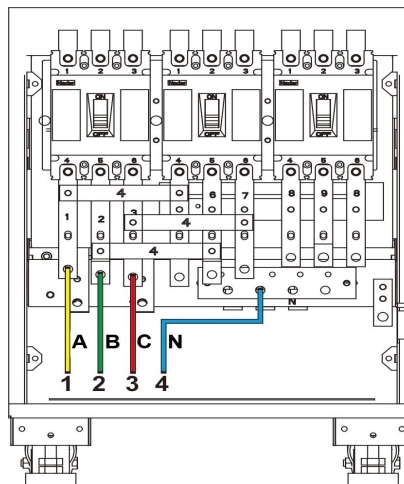 1 2 3 1 2 3 1 2 3
ON ON ON
OFF OFF OFF
4 5 6 4 5 6 4 5 6
4
1 2 3 6 7 8 9 8
4
4
N
A B C N
1 2 3 4